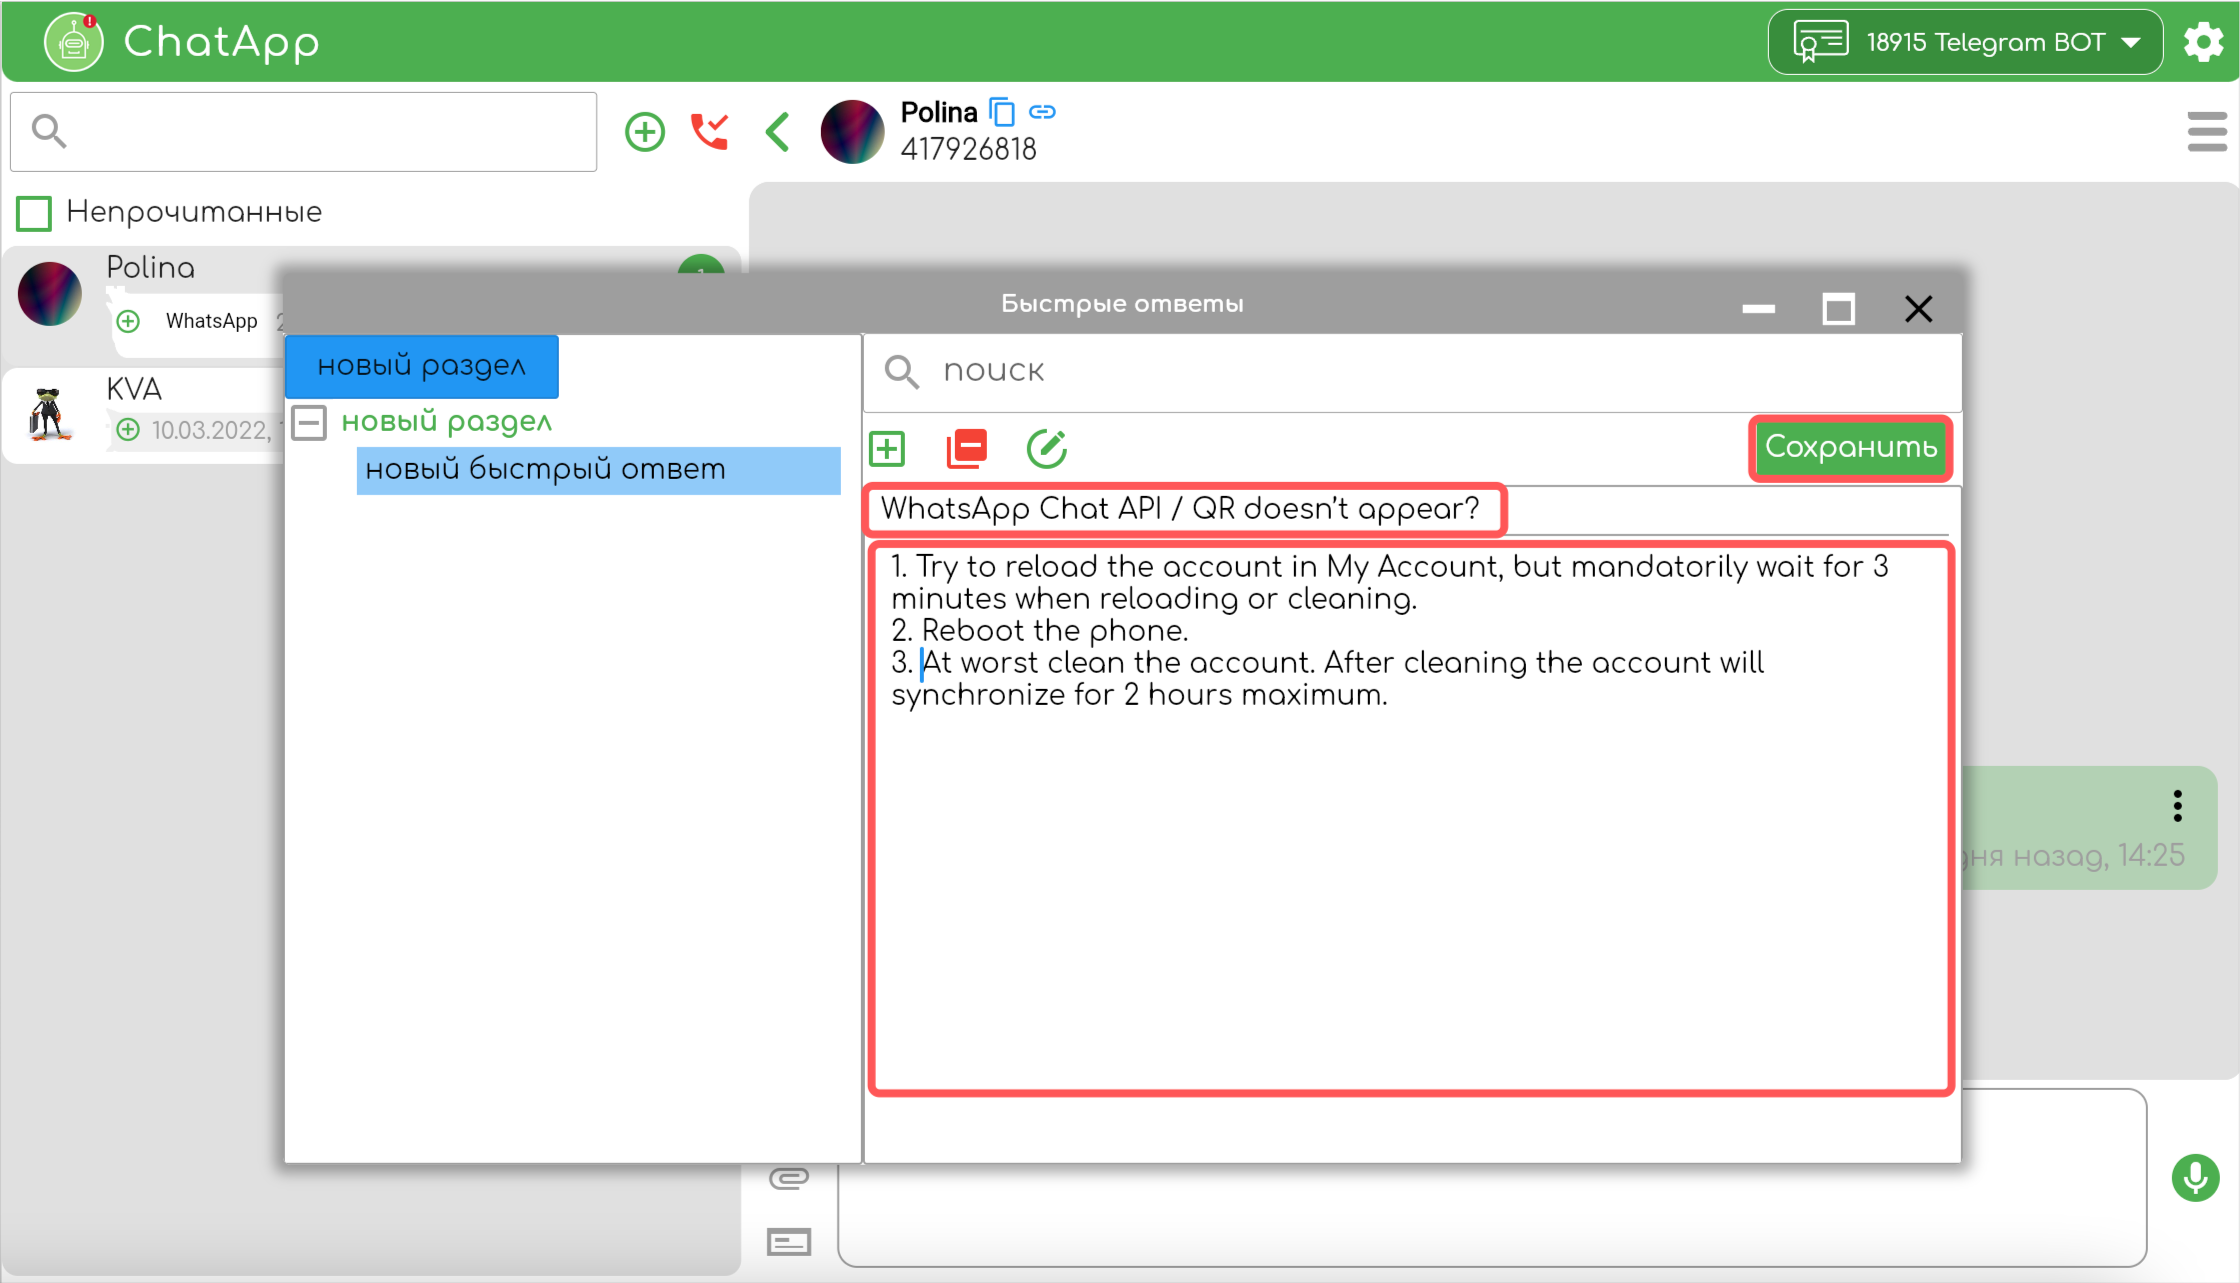 ChatApp
18915 Telegram BOT
Polina
417926818
Непрочитанные
Polina
WhatsApp
KVA
10.03.2022,
Быстрые ответы
новый раздел
новый раздел
новый быстрый ответ
поиск
Сохранить
WhatsApp Chat API / QR doesn't appear?
1. Try to reload the account in My Account, but mandatorily wait for 3
minutes when reloading or cleaning.
2. Reboot the phone.
3. At worst clean the account. After cleaning the account will
synchronize for 2 hours maximum.
дня назад, 14:25